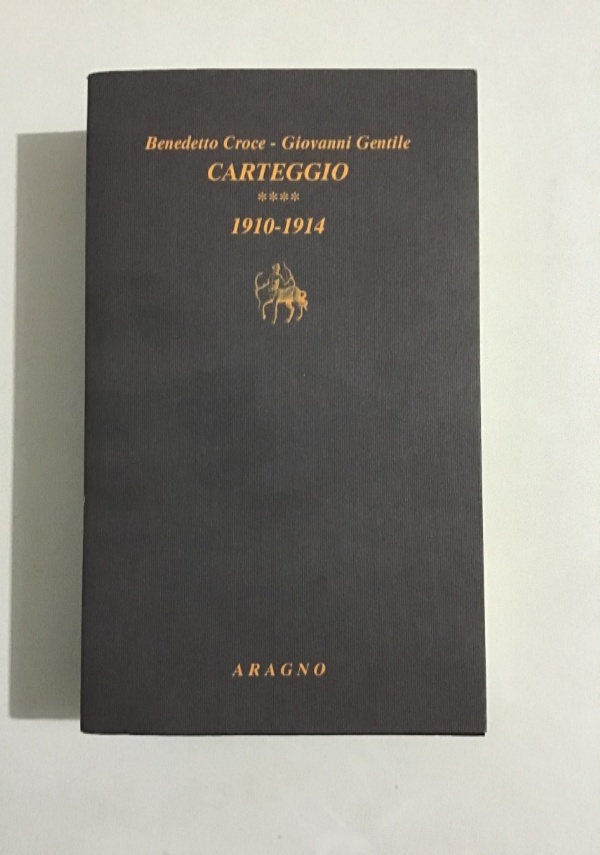 Benedetto Croce - Giovanni Gentile
CARTEGGIO
****
1910-1914
ARAGNO